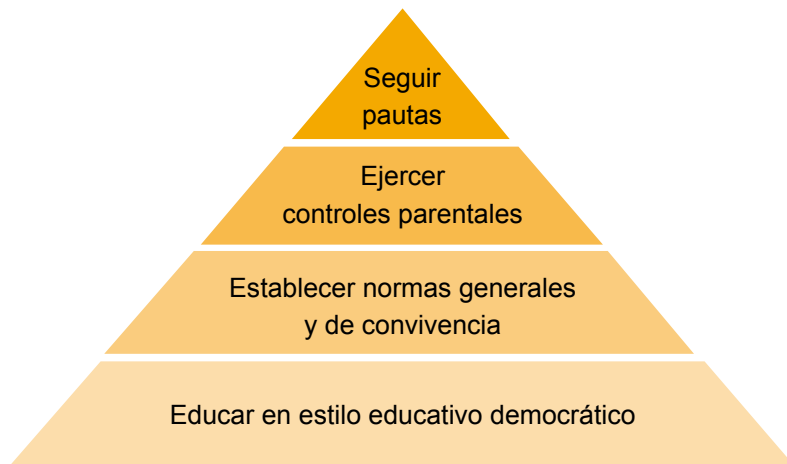 Seguir
pautas
Ejercer
controles parentales
Establecer normas generales
y de convivencia
Educar en estilo educativo democrático